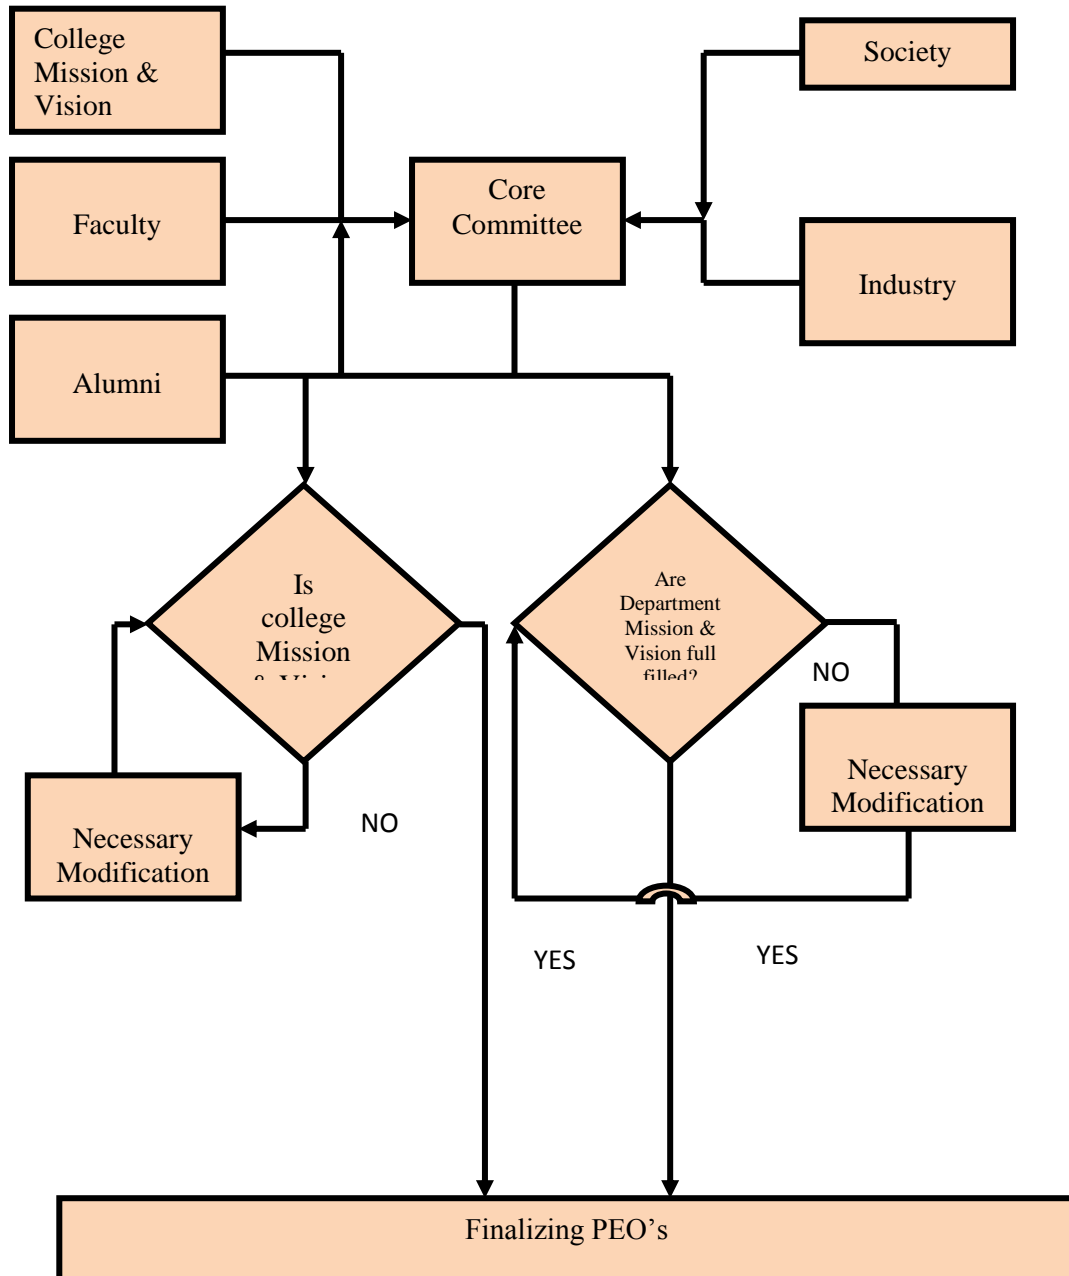 College
Mission &
Vision
Society
Faculty
Core
Committee
Industry
Alumni
Is
college
Mission
Are
Department
Mission &
Vision full
filled?
NO
Necessary
Modification
NO
Necessary
Modification
YES
YES
Finalizing PEO’s